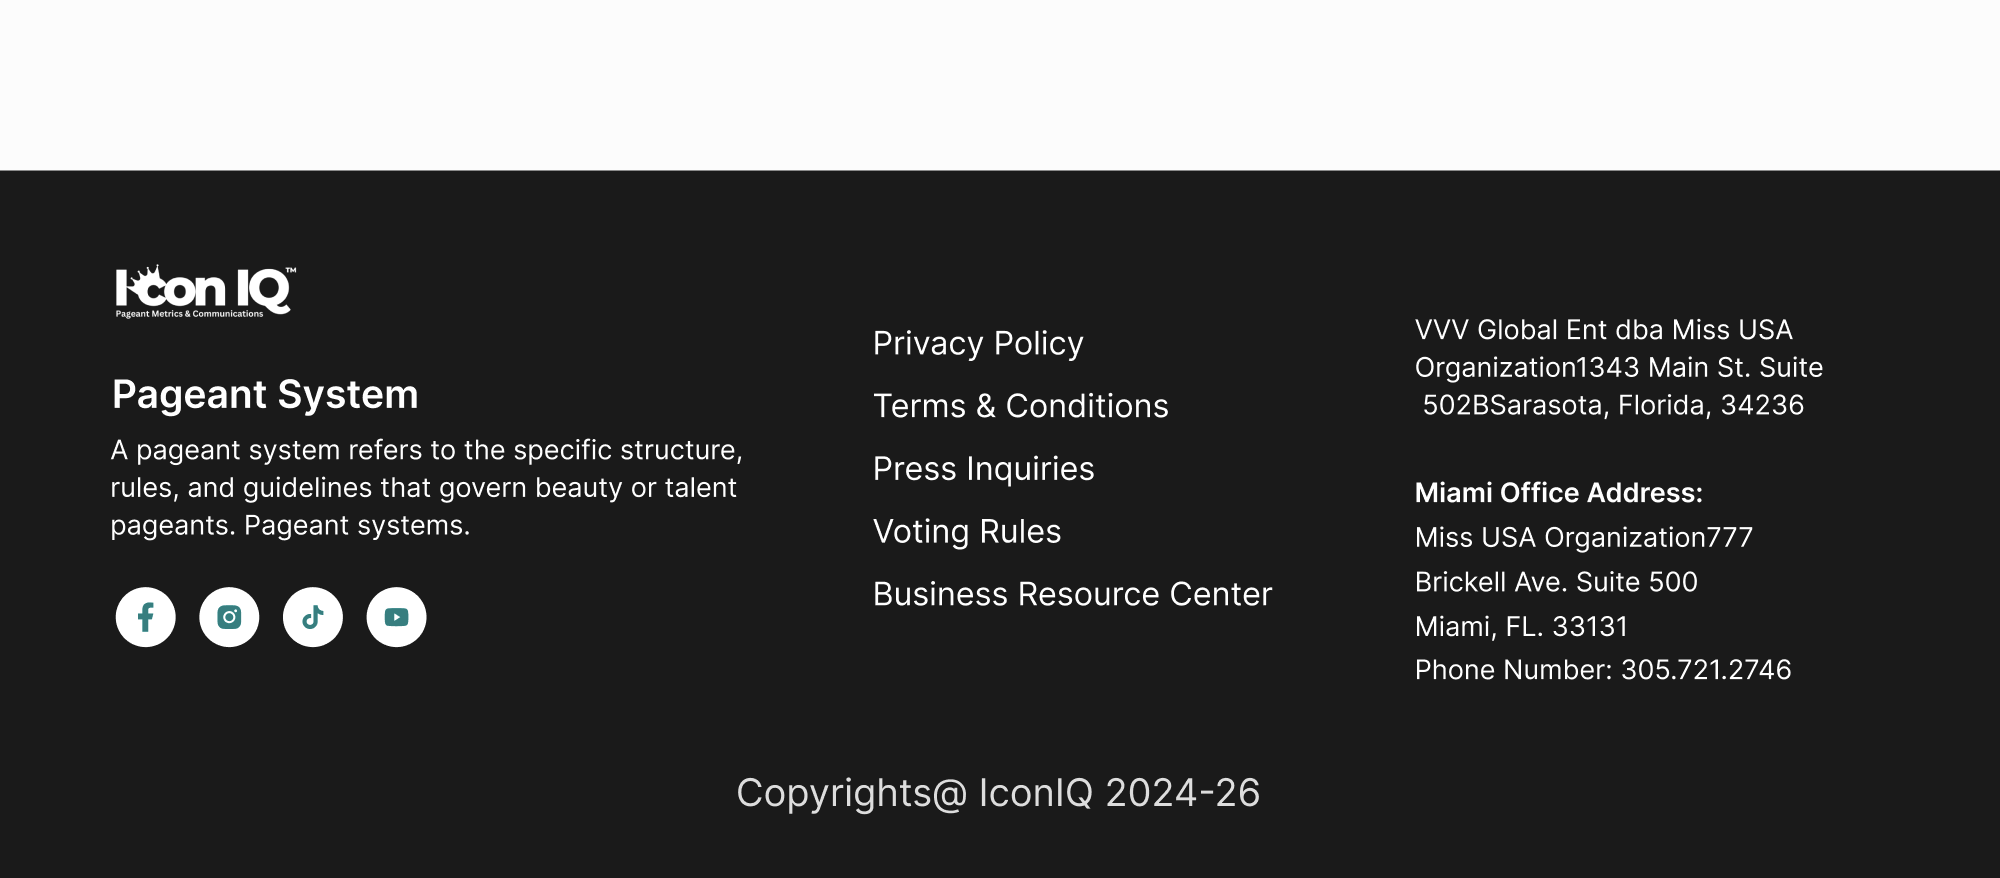 Icon IQ™
Pageant Metrics & Communications
Pageant System
A pageant system refers to the specific structure,
rules, and guidelines that govern beauty or talent
pageants. Pageant systems.
Privacy Policy
Terms & Conditions
Press Inquiries
Voting Rules
Business Resource Center
VVV Global Ent dba Miss USA
Organization1343 Main St. Suite
502BSarasota, Florida, 34236
Miami Office Address:
Miss USA Organization777
Brickell Ave. Suite 500
Miami, FL. 33131
Phone Number: 305.721.2746
Copyrights@ IconIQ 2024-26